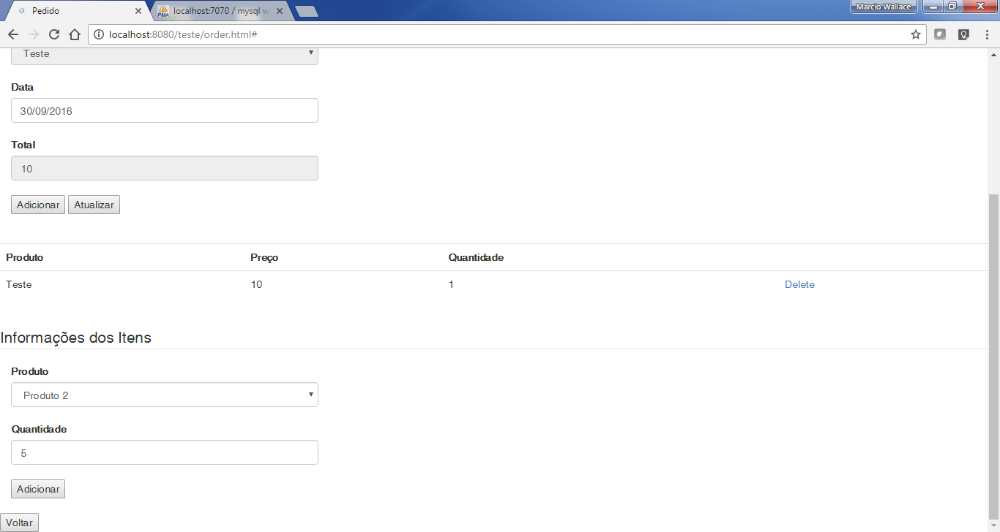 Pedido
localhost:7070 / mysql w
Marcio Wallace
localhost:8080/teste/order.html#
Teste
Data
30/09/2016
Total
10
Adicionar Atualizar
Produto Preço Quantidade
Teste 10 1 Delete
Informações dos Itens
Produto
Produto 2
Quantidade
5
Adicionar
Voltar